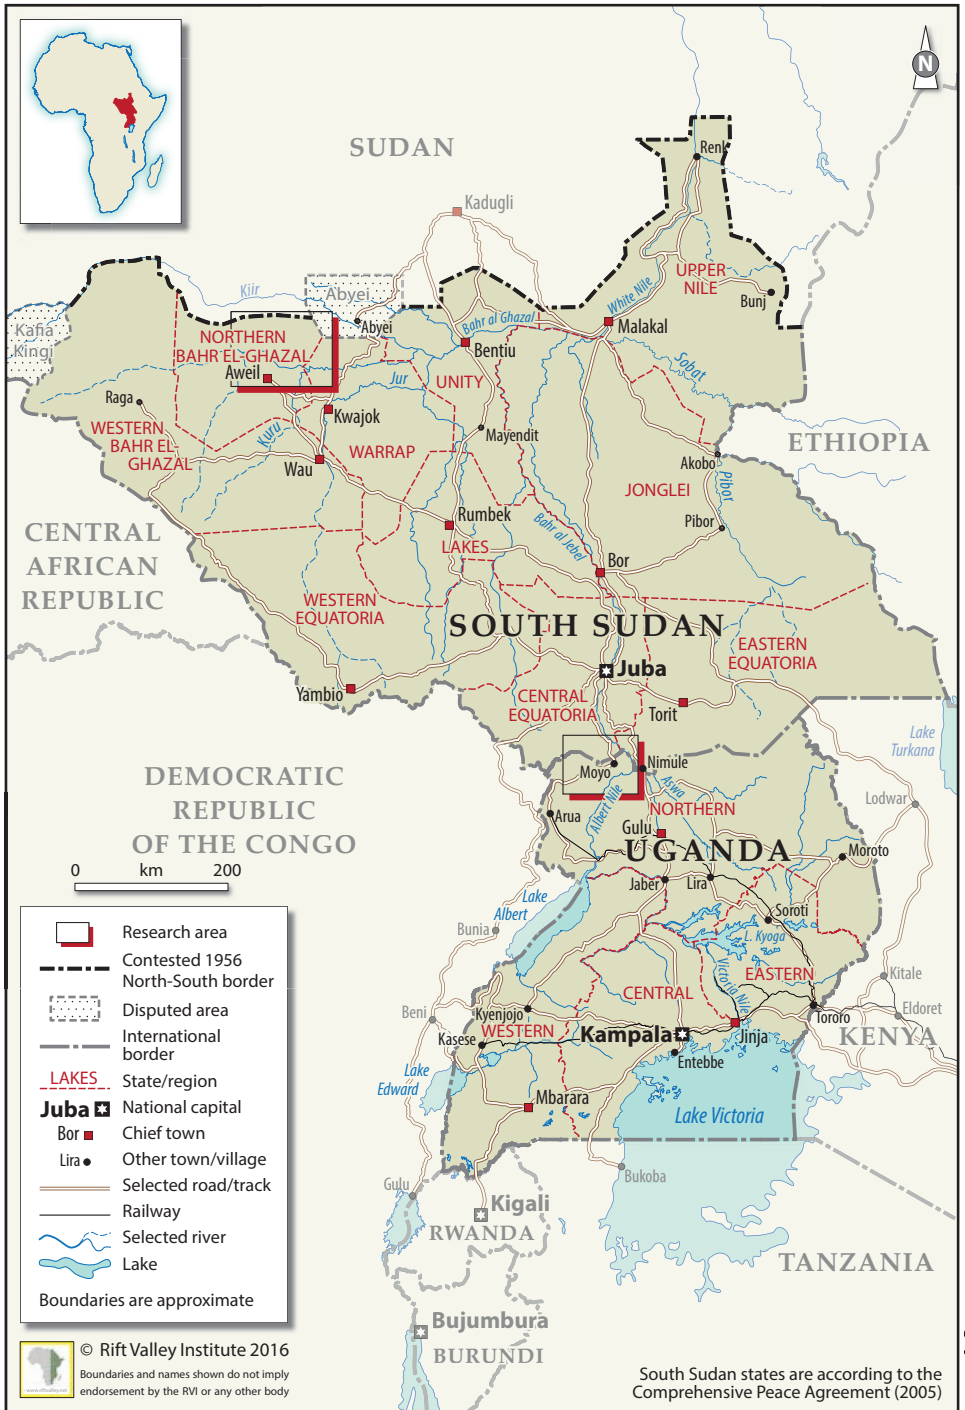 N
SUDAN
Kadugli
Renk
UPPER
NILE
Bunj
Kiir
Abyei
White Nile
Kafia
Kingi
NORTHERN
BAHR EL-GHAZAL
Abyei
Bahr al Ghazal
Malakal
Bentiu
Aweil
Jur
UNITY
Sobat
Raga
Kwajok
WESTERN
BAHR EL-
GHAZAL
Kuru
WARRAP
Mayendit
ETHIOPIA
Wau
Akobo
Pibor
JONGLEI
CENTRAL
AFRICAN
REPUBLIC
Rumbek
Bahr al Jebel
Pibor
LAKES
Bor
WESTERN
EQUATORIA
SOUTH SUDAN
EASTERN
EQUATORIA
Juba
Yambio
CENTRAL
EQUATORIA
Torit
Lake
Turkana
DEMOCRATIC
REPUBLIC
OF THE CONGO
Moyo
Nimule
Albert Nile
Aswa
NORTHERN
Lodwar
Arua
Gulu
UGANDA
Moroto
0 km 200
Jaber
Lira
Lake
Albert
Soroti
Bunia
L. Kyoga
Victoria Nile
EASTERN
Kitale
CENTRAL
Beni
Kyenjojo
WESTERN
Tororo
Eldoret
Kasese
Kampala
Jinja
KENYA
Entebbe
Lake
Edward
Mbarara
Lake Victoria
Bukoba
Gulu
Kigali
RWANDA
TANZANIA
Bujumbura
BURUNDI
Research area
Contested 1956
North-South border
Disputed area
International
border
LAKES State/region
Juba National capital
Bor Chief town
Lira Other town/village
Selected road/track
Railway
Selected river
Lake
Boundaries are approximate
© Rift Valley Institute 2016
Boundaries and names shown do not imply
endorsement by the RVI or any other body
www.riftvalley.net
South Sudan states are according to the
Comprehensive Peace Agreement (2005)